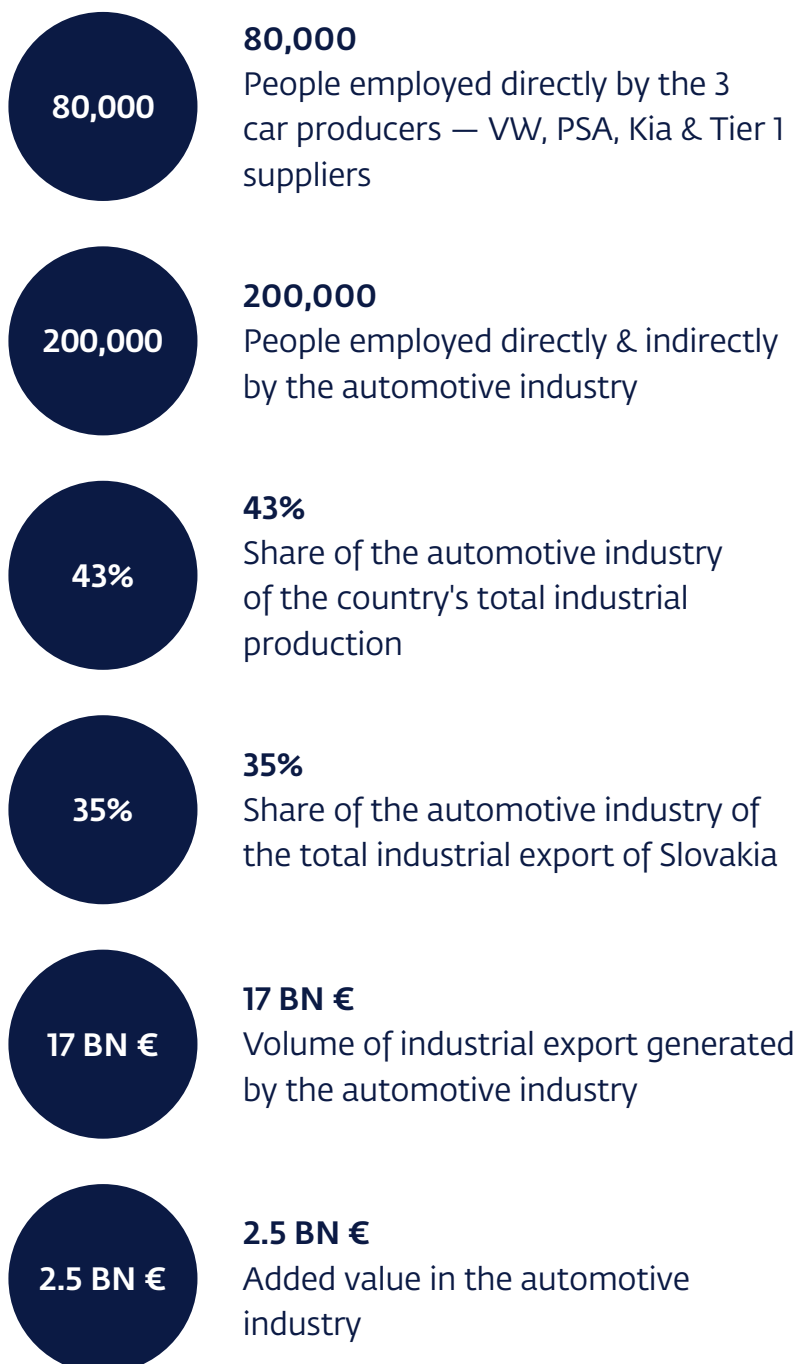 80,000
80,000
People employed directly by the 3
car producers — VW, PSA, Kia & Tier 1
suppliers
200,000
200,000
People employed directly & indirectly
by the automotive industry
43%
43%
Share of the automotive industry
of the country's total industrial
production
35%
35%
Share of the automotive industry of
the total industrial export of Slovakia
17 BN €
17 BN €
Volume of industrial export generated
by the automotive industry
2.5 BN €
2.5 BN €
Added value in the automotive
industry